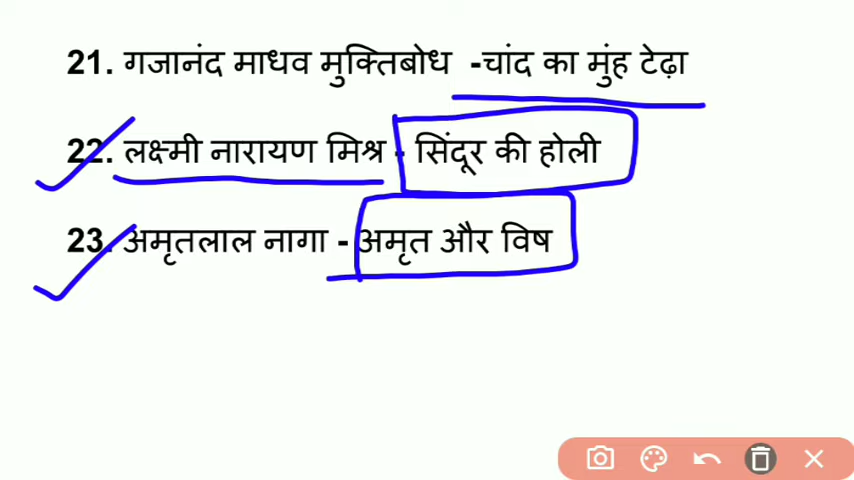 21. गजानंद माधव मुक्तिबोध -चांद का मुंह टेढ़ा
22. लक्ष्मी नारायण मिश्र - सिंदूर की होली
23. अमृतलाल नागा - अमृत और विष